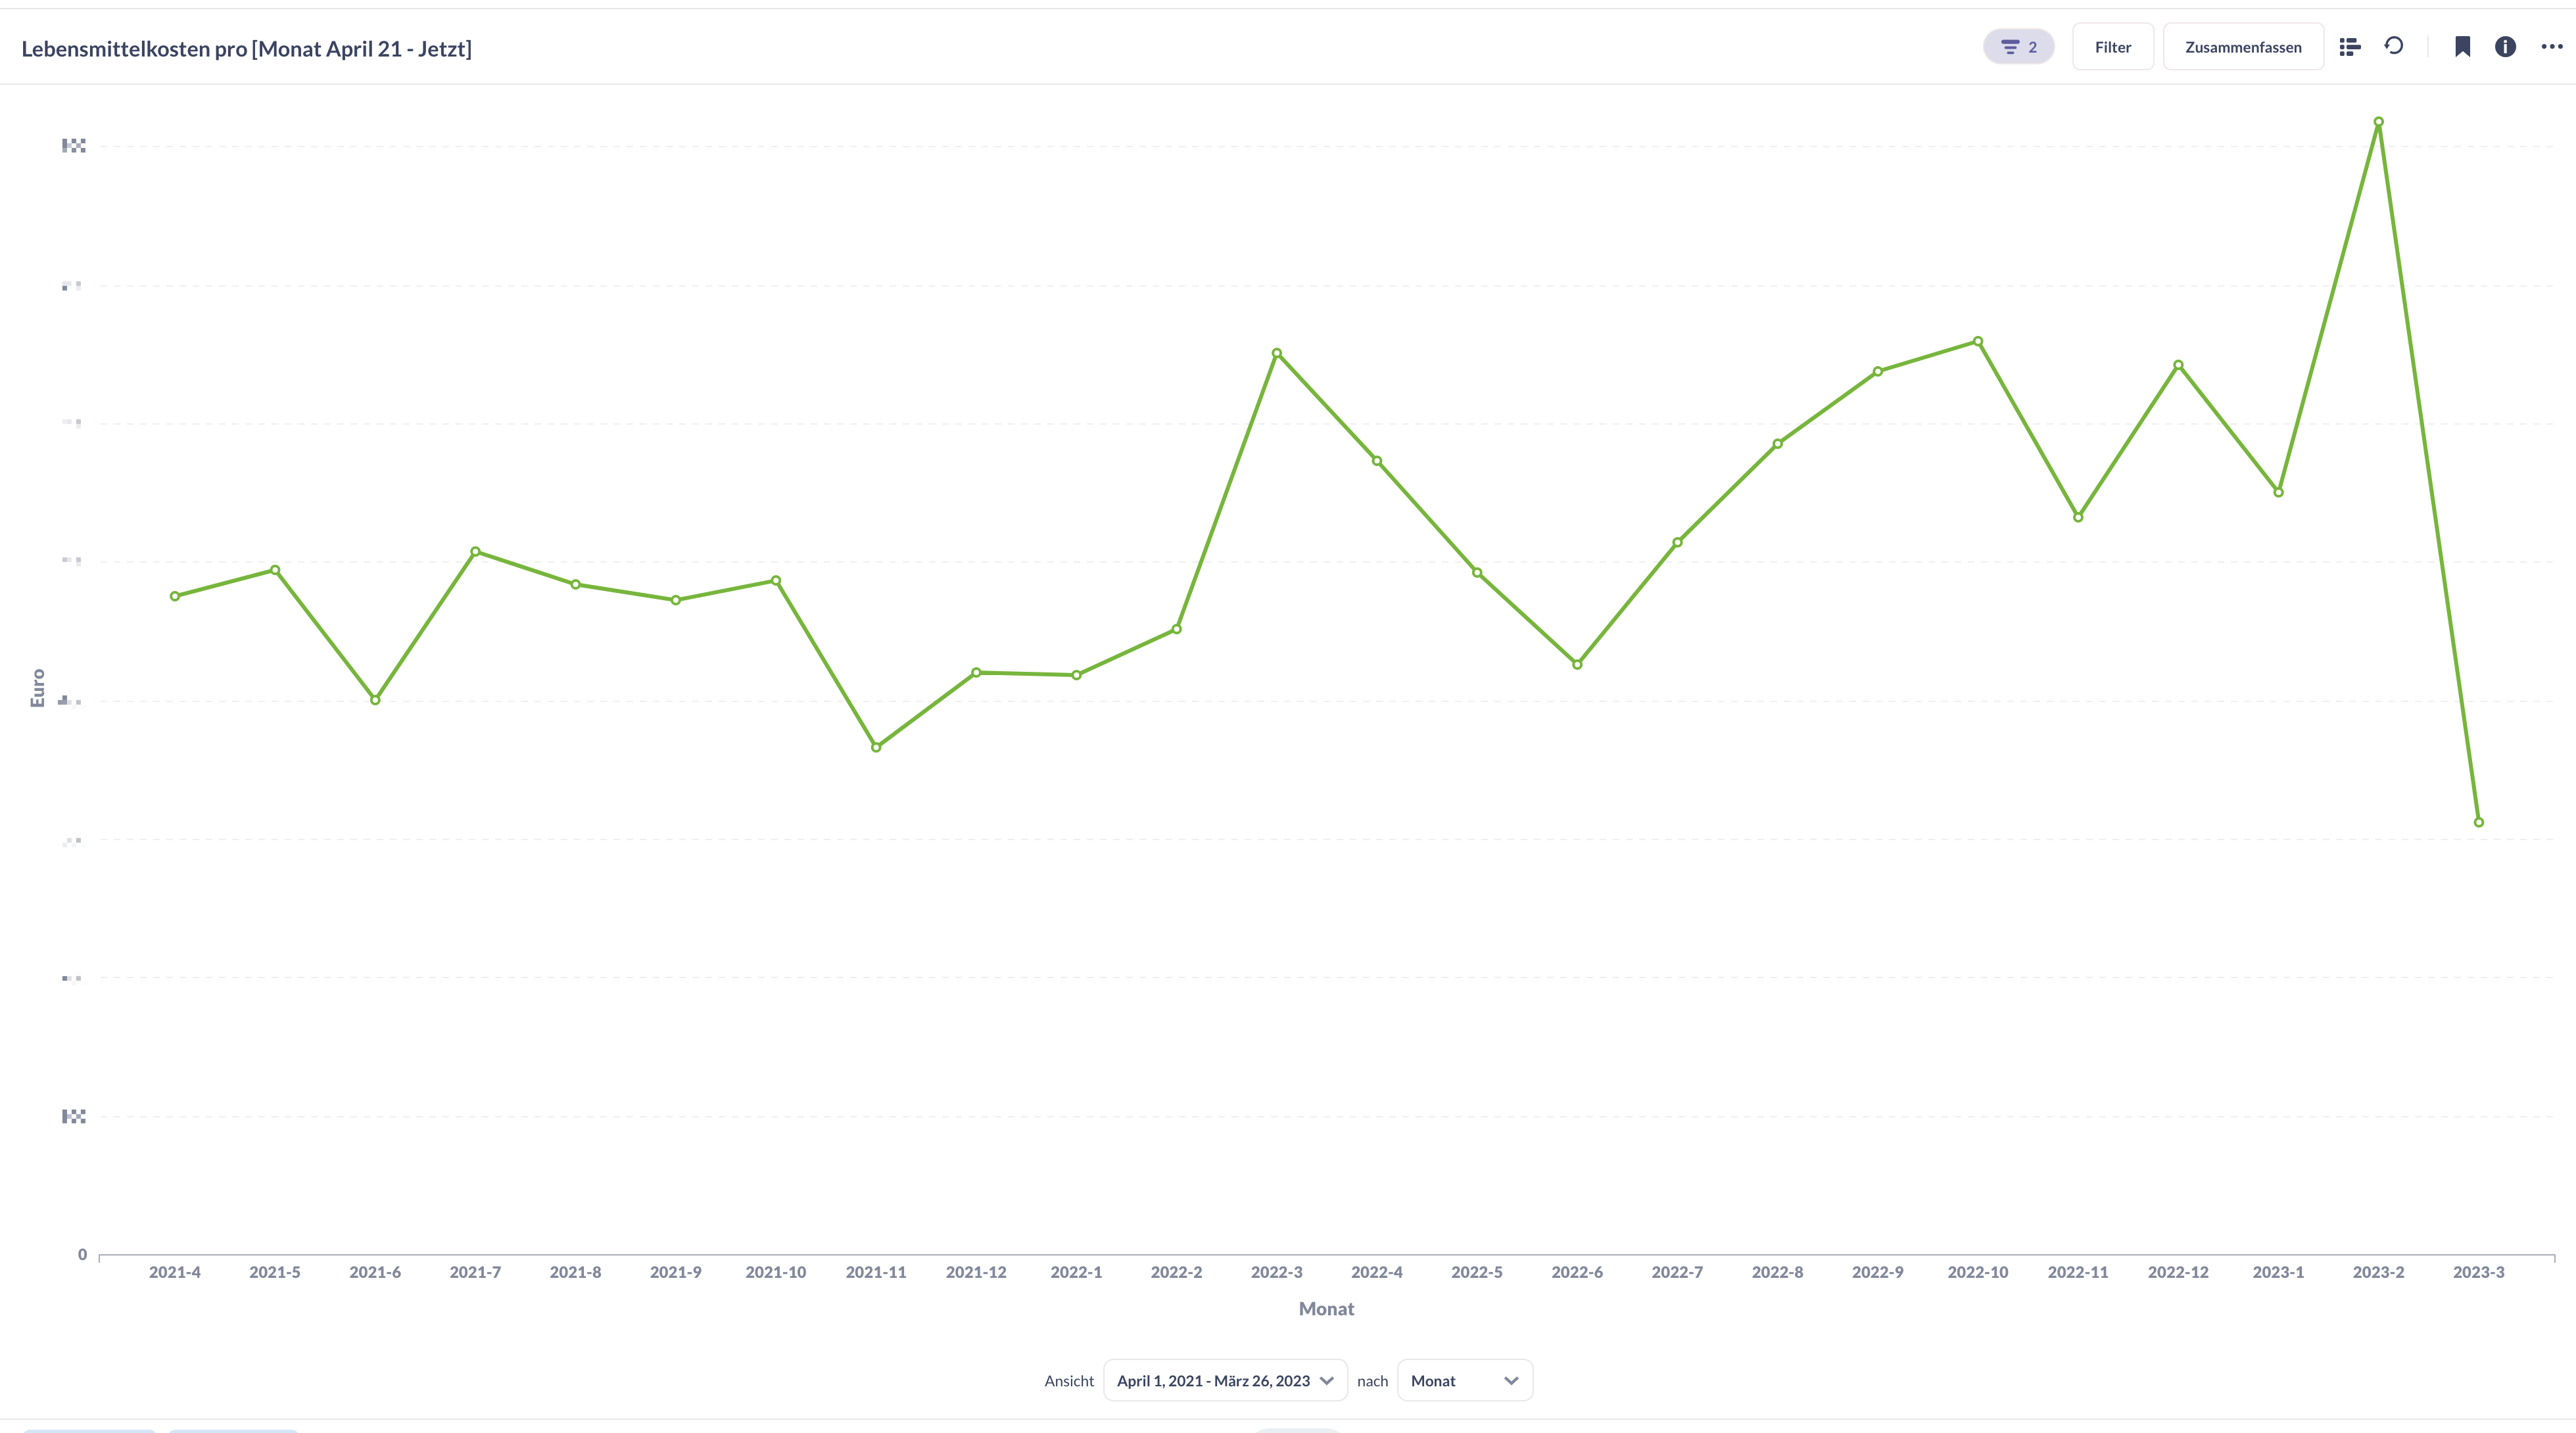 Lebensmittelkosten pro [Monat April 21 - Jetzt]
2
Filter
Zusammenfassen
Euro
0
2021-4 2021-5 2021-6 2021-7 2021-8 2021-9 2021-10 2021-11 2021-12 2022-1 2022-2 2022-3 2022-4 2022-5 2022-6 2022-7 2022-8 2022-9 2022-10 2022-11 2022-12 2023-1 2023-2 2023-3
Monat
Ansicht April 1, 2021 - März 26, 2023 nach Monat